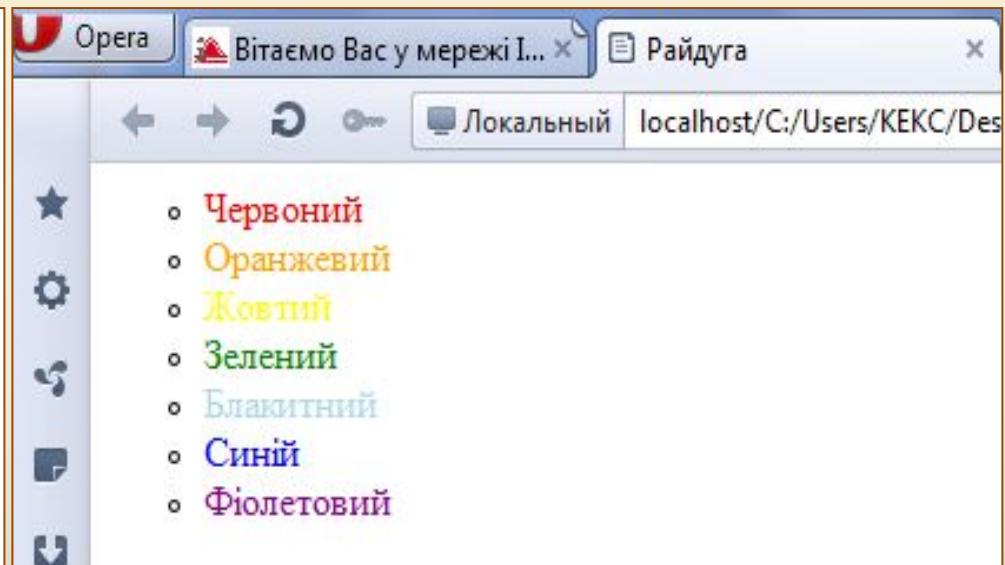 Opera
Вітаємо Вас у мережі І...
Райдуга
Локальный
localhost/C:/Users/KEKC/Des
Червоний
Оранжевий
Жовтий
Зелений
Блакитний
Синій
Фіолетовий